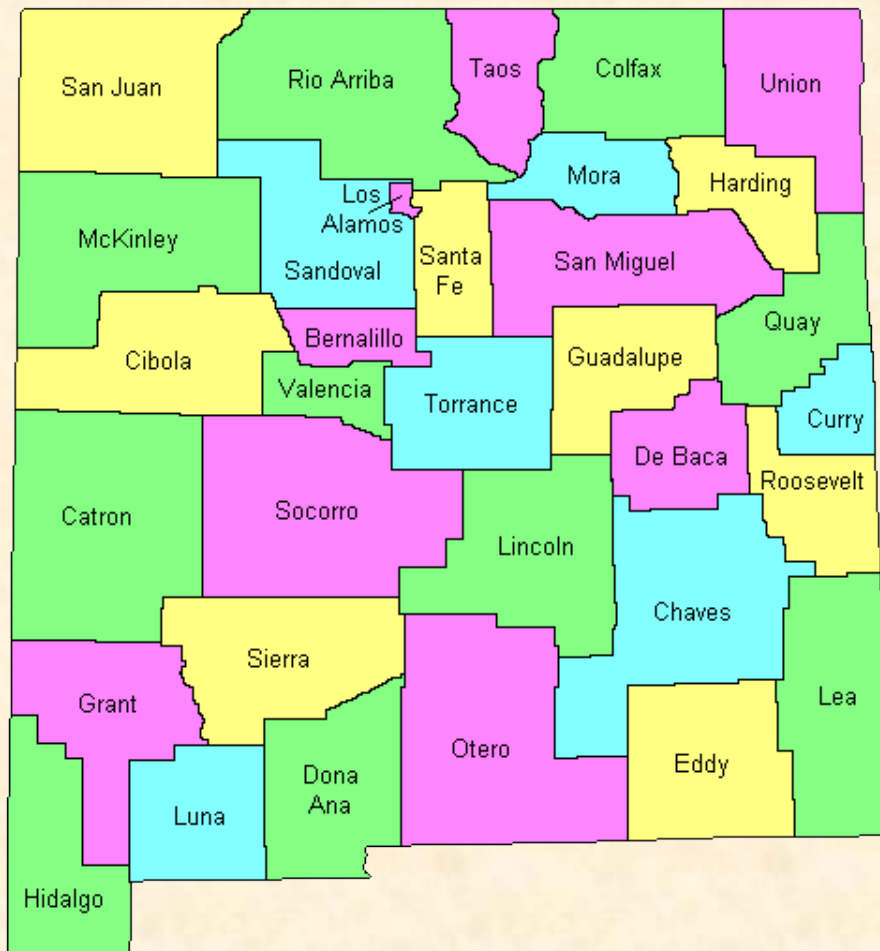 San Juan
Rio Arriba
Taos
Colfax
Union
McKinley
Los
Alamos
Sandoval
Santa
Fe
Mora
Harding
San Miguel
Quay
Cibola
Bernalillo
Valencia
Torrance
Guadalupe
Curry
De Baca
Roosevelt
Catron
Socorro
Lincoln
Chaves
Sierra
Grant
Otero
Lea
Eddy
Dona
Ana
Luna
Hidalgo